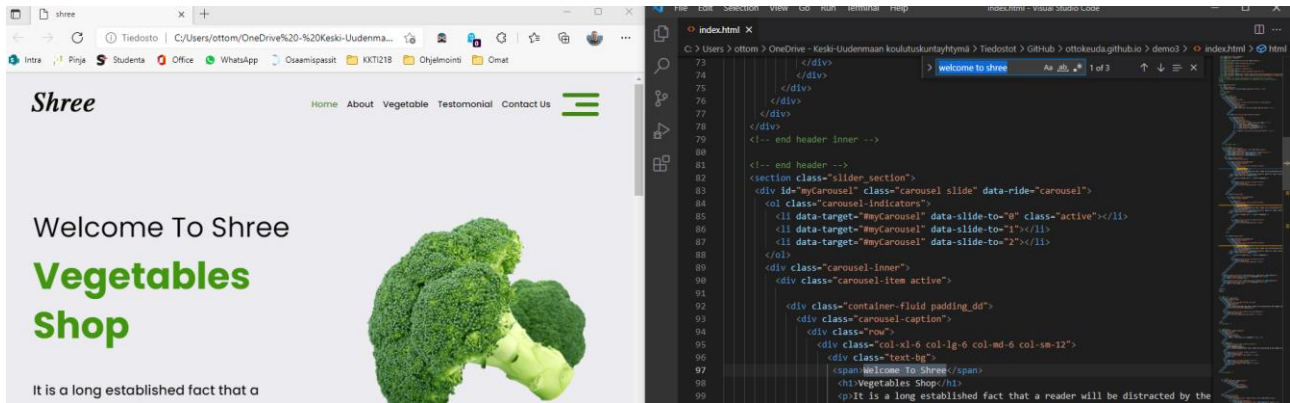 shree
Tiedosto | C:/Users/ottom/OneDrive%20-%20Keski-Uudenma...
Intra Pinja Studenta Office WhatsApp Osaamispassit KKTI21B Ohjelmointi Omat
Shree
Home About Vegetable Testomonial Contact Us
Welcome To Shree
Vegetables
Shop
It is a long established fact that a
File Edit Selection View Go Run Terminal Help index.html - Visual Studio Code
index.html
C: > Users > ottom > OneDrive - Keski-Uudenmaan koulutuskuntayhtymä > Tiedostot > GitHub > ottokeuda.github.io > demo3 > index.html > html
welcome to shree Aa ab 1 of 3
73 </div>
74 </div>
75 </div>
76 </div>
77 </div>
78 </div>
79 <!-- end header inner -->
80
81 <!-- end header -->
82 <section class="slider_section">
83 <div id="myCarousel" class="carousel slide" data-ride="carousel">
84 <ol class="carousel-indicators">
85 <li data-target="#myCarousel" data-slide-to="0" class="active"></li>
86 <li data-target="#myCarousel" data-slide-to="1"></li>
87 <li data-target="#myCarousel" data-slide-to="2"></li>
88 </ol>
89 <div class="carousel-inner">
90 <div class="carousel-item active">
91
92 <div class="container-fluid padding_dd">
93 <div class="carousel-caption">
94 <div class="row">
95 <div class="col-xl-6 col-lg-6 col-md-6 col-sm-12">
96 <div class="text-bg">
97 <span>Welcome To Shree</span>
98 <h1>Vegetables Shop</h1>
99 <p>It is a long established fact that a reader will be distracted by the